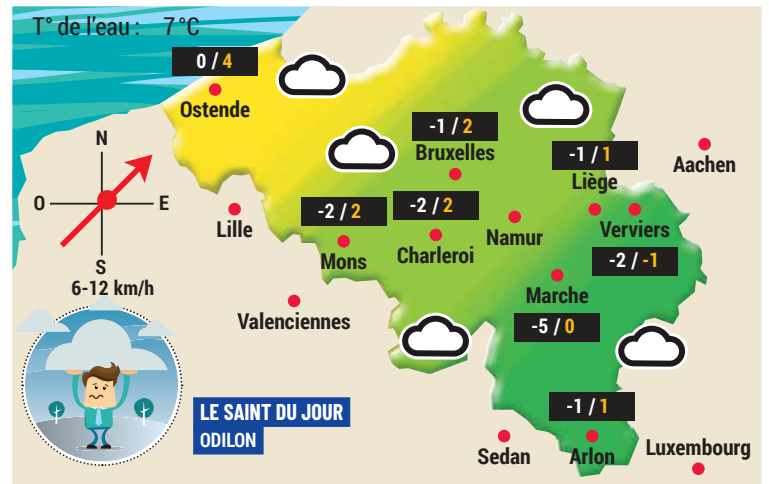 T° de l'eau : 7 °C
0 / 4
Ostende
-1 / 2
Bruxelles
-1 / 1
Liège
Aachen
N
O
E
S
6-12 km/h
Lille
-2 / 2
Mons
-2 / 2
Charleroi
Namur
Verviers
-2 / -1
Marche
-5 / 0
Valenciennes
LE SAINT DU JOUR
ODILON
-1 / 1
Sedan
Arlon
Luxembourg